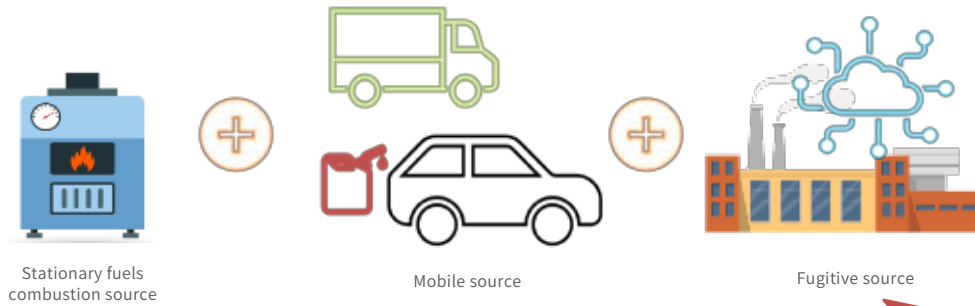 Stationary fuels
combustion source
Mobile source
Fugitive source